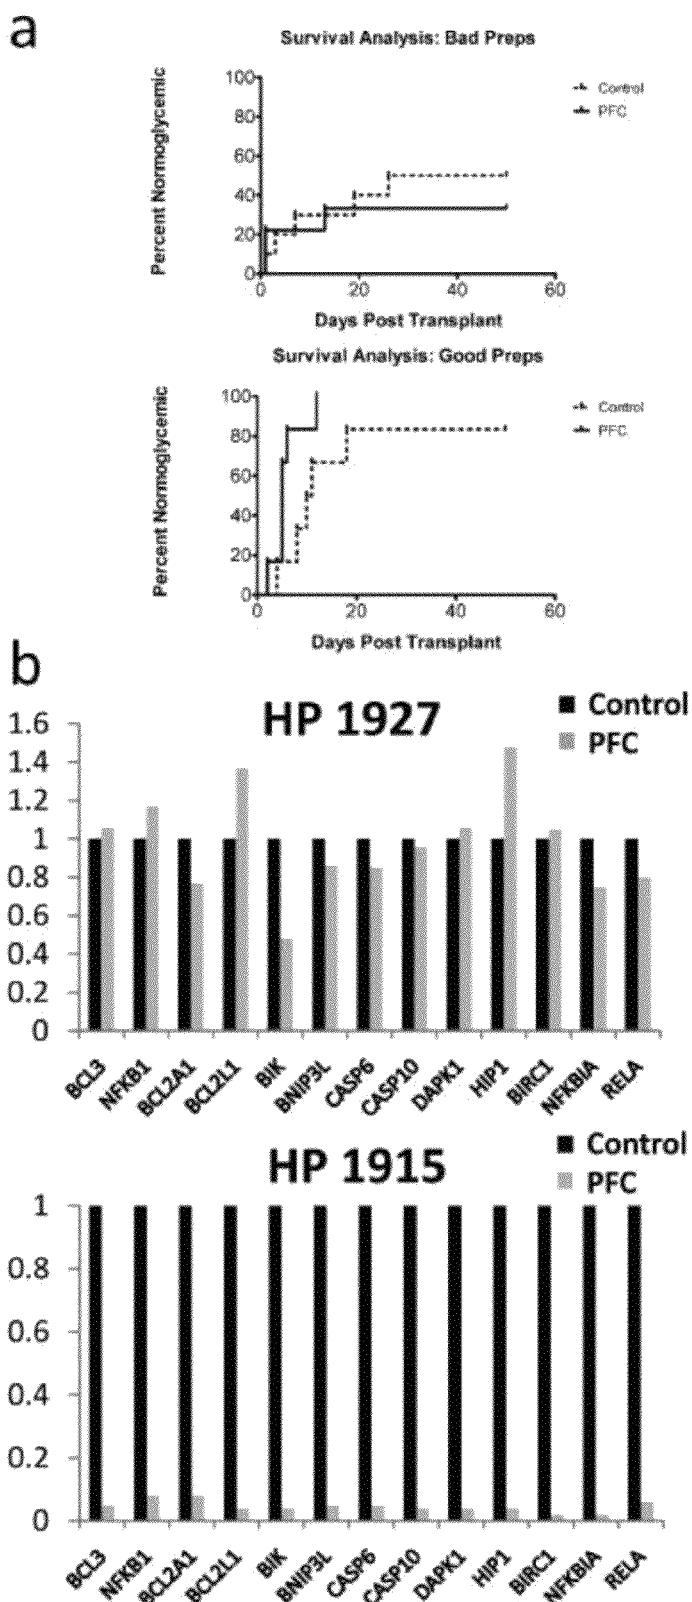 a
Survival Analysis: Bad Preps
Percent Normoglycemic
100
80
60
40
20
0
0 20 40 60
Days Post Transplant
Control
PFC
Survival Analysis: Good Preps
Percent Normoglycemic
100
80
60
40
20
0
0 20 40 60
Days Post Transplant
Control
PFC
b
HP 1927
Control
PFC
1.6
1.4
1.2
1
0.8
0.6
0.4
0.2
0
BCL3 NFKB1 BCL2A1 BCL2L1 BIK BNIP3L CASP6 CASP10 DAPK1 HIP1 BIRC1 NFKBIA RELA
HP 1915
Control
PFC
1
0.8
0.6
0.4
0.2
0
BCL3 NFKB1 BCL2A1 BCL2L1 BIK BNIP3L CASP6 CASP10 DAPK1 HIP1 BIRC1 NFKBIA RELA